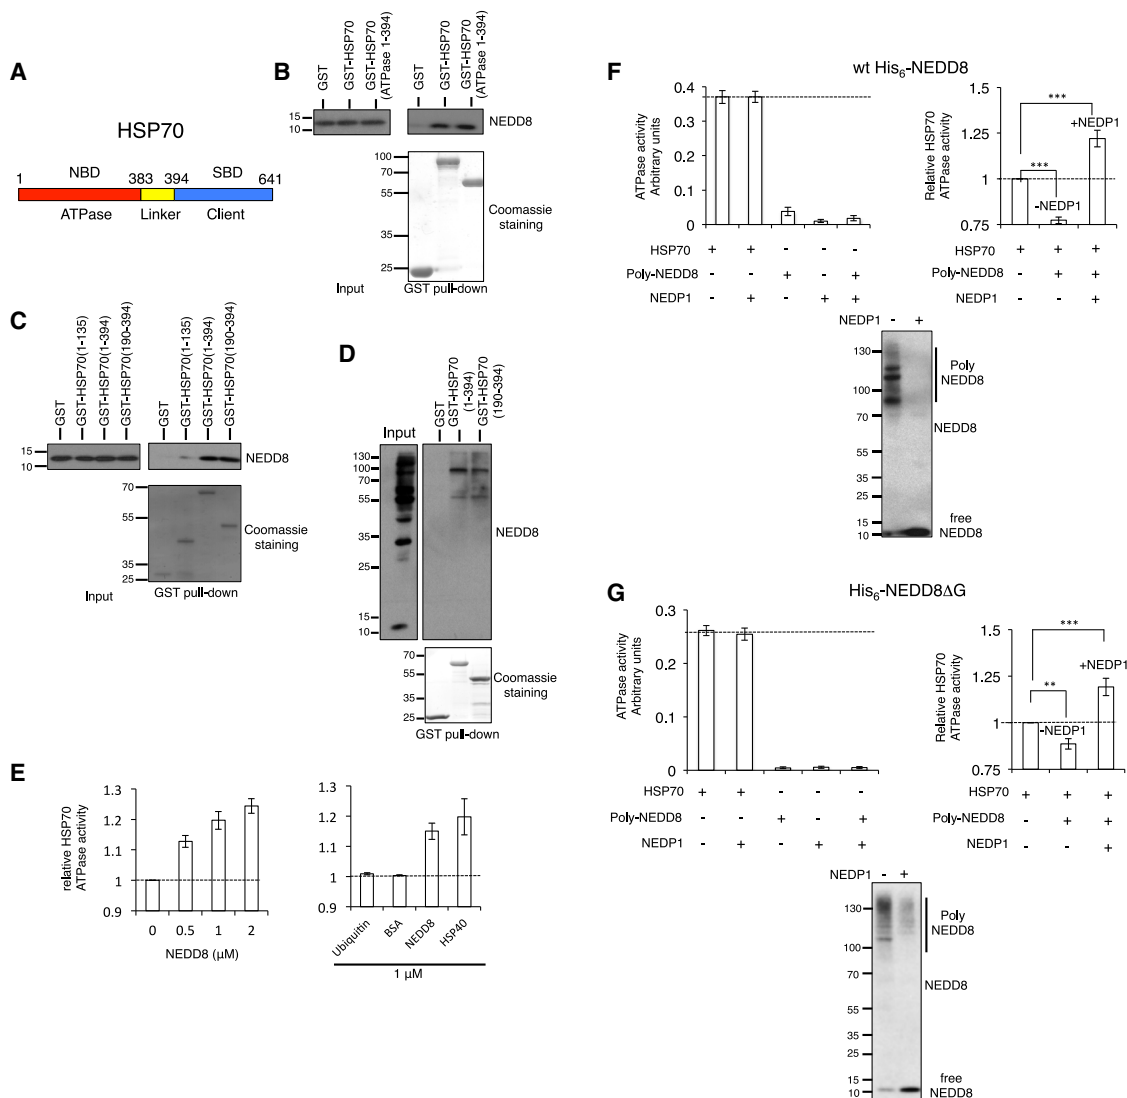 A
HSP70
NBD SBD
1 383 394 641
ATPase Linker Client
B
GST
GST-HSP70
GST-HSP70
(ATPase 1-394)
GST
GST-HSP70
GST-HSP70
(ATPase 1-394)
15
10
NEDD8
100
70
55
35
25
Coomassie
staining
Input
GST pull-down
C
GST
GST-HSP70(1-135)
GST-HSP70(1-394)
GST-HSP70(190-394)
GST
GST-HSP70(1-135)
GST-HSP70(1-394)
GST-HSP70(190-394)
15
10
NEDD8
70
55
35
25
Coomassie
staining
Input
GST pull-down
D
Input
GST
GST-HSP70
(1-394)
GST-HSP70
(190-394)
130
100
70
55
35
25
15
10
NEDD8
70
55
35
25
Coomassie
staining
GST pull-down
E
relative HSP70
ATPase activity
1.3
1.2
1.1
1
0.9
0 0.5 1 2
NEDD8 (µM)
1.3
1.2
1.1
1
0.9
Ubiquitin
BSA
NEDD8
HSP40
1 µM
F
wt His6-NEDD8
ATPase activity
Arbitrary units
0.4
0.3
0.2
0.1
0
HSP70 + + - - -
Poly-NEDD8 - - + - +
NEDP1 - + - + +
Relative HSP70
ATPase activity
1.5
1.25
1
0.75
***
+NEDP1
***
-NEDP1
HSP70 + + +
Poly-NEDD8 - + +
NEDP1 - - +
NEDP1 - +
130
100
70
55
35
25
15
10
Poly
NEDD8
NEDD8
free
NEDD8
G
His6-NEDD8ΔG
ATPase activity
Arbitrary units
0.3
0.2
0.1
0
HSP70 + + - - -
Poly-NEDD8 - - + - +
NEDP1 - + - + +
Relative HSP70
ATPase activity
1.5
1.25
1
0.75
***
+NEDP1
**
-NEDP1
HSP70 + + +
Poly-NEDD8 - + +
NEDP1 - - +
NEDP1 - +
130
100
70
55
35
25
15
10
Poly
NEDD8
NEDD8
free
NEDD8